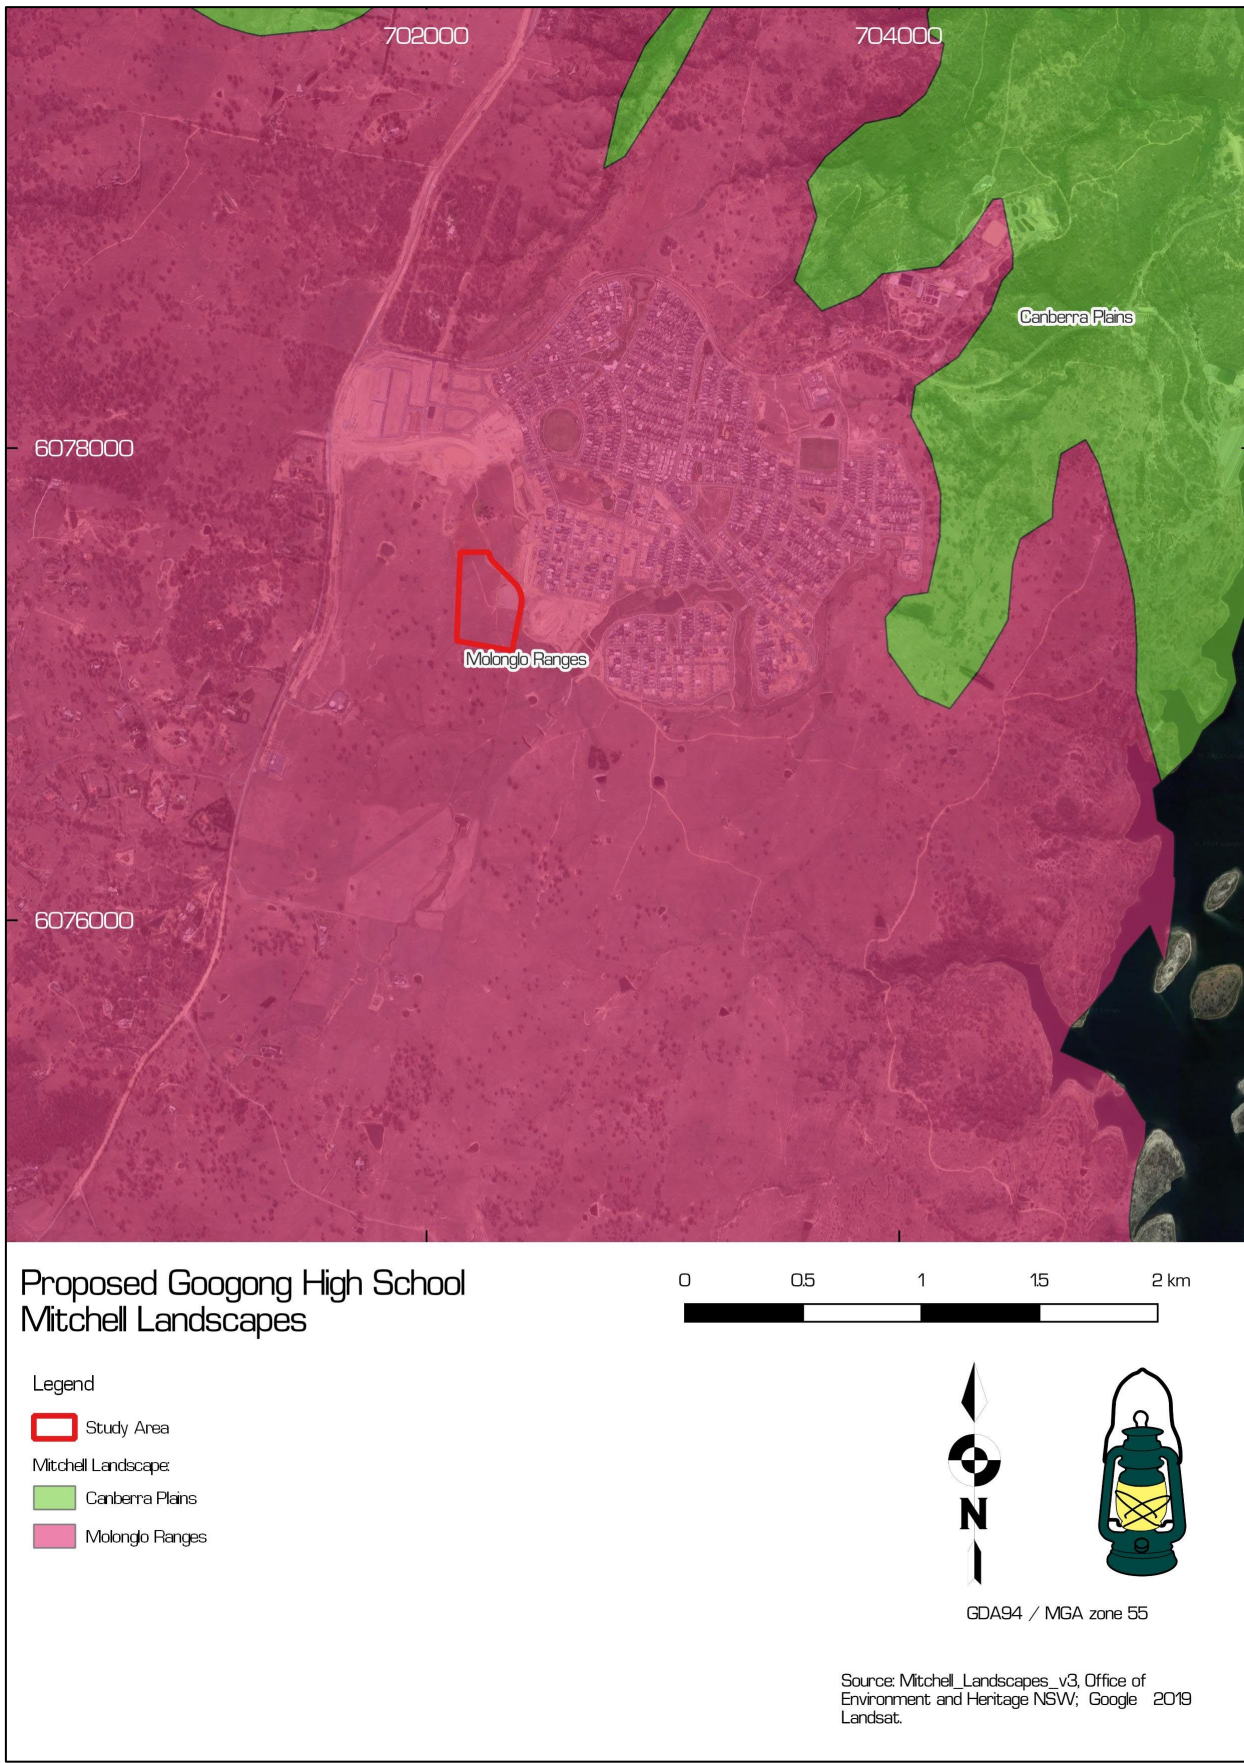 702000
704000
Canberra Plains
6078000
Molonglo Ranges
6076000
Proposed Googong High School
Mitchell Landscapes
0 0.5 1 1.5 2 km
Legend
Study Area
Mitchell Landscape:
Canberra Plains
Molonglo Ranges
N
GDA94 / MGA zone 55
Source: Mitchell_Landscapes_v3, Office of
Environment and Heritage NSW; Google 2019
Landsat.